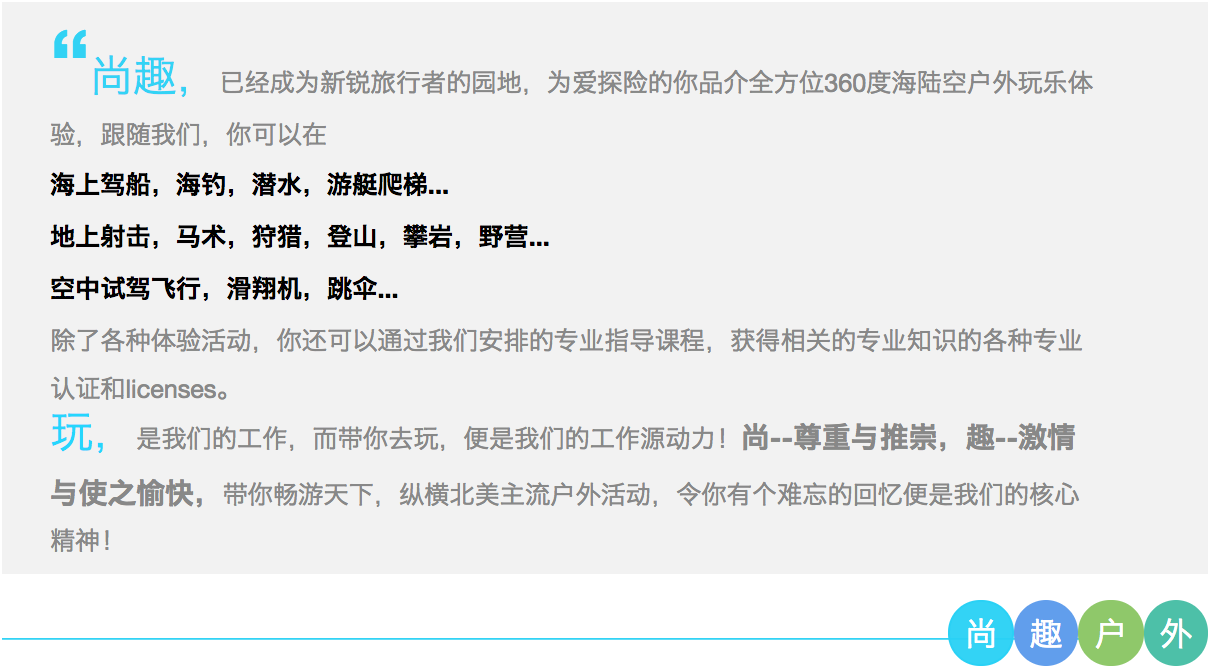 “尚趣，已经成为新锐旅行者的园地，为爱探险的你品介全方位360度海陆空户外玩乐体
验，跟随我们，你可以在
海上驾船，海钓，潜水，游艇爬梯...
地上射击，马术，狩猎，登山，攀岩，野营...
空中试驾飞行，滑翔机，跳伞...
除了各种体验活动，你还可以通过我们安排的专业指导课程，获得相关的专业知识的各种专业
认证和licenses。
玩，是我们的工作，而带你去玩，便是我们的工作源动力！尚--尊重与推崇，趣--激情
与使之愉快，带你畅游天下，纵横北美主流户外活动，令你有个难忘的回忆便是我们的核心
精神！
尚趣户外